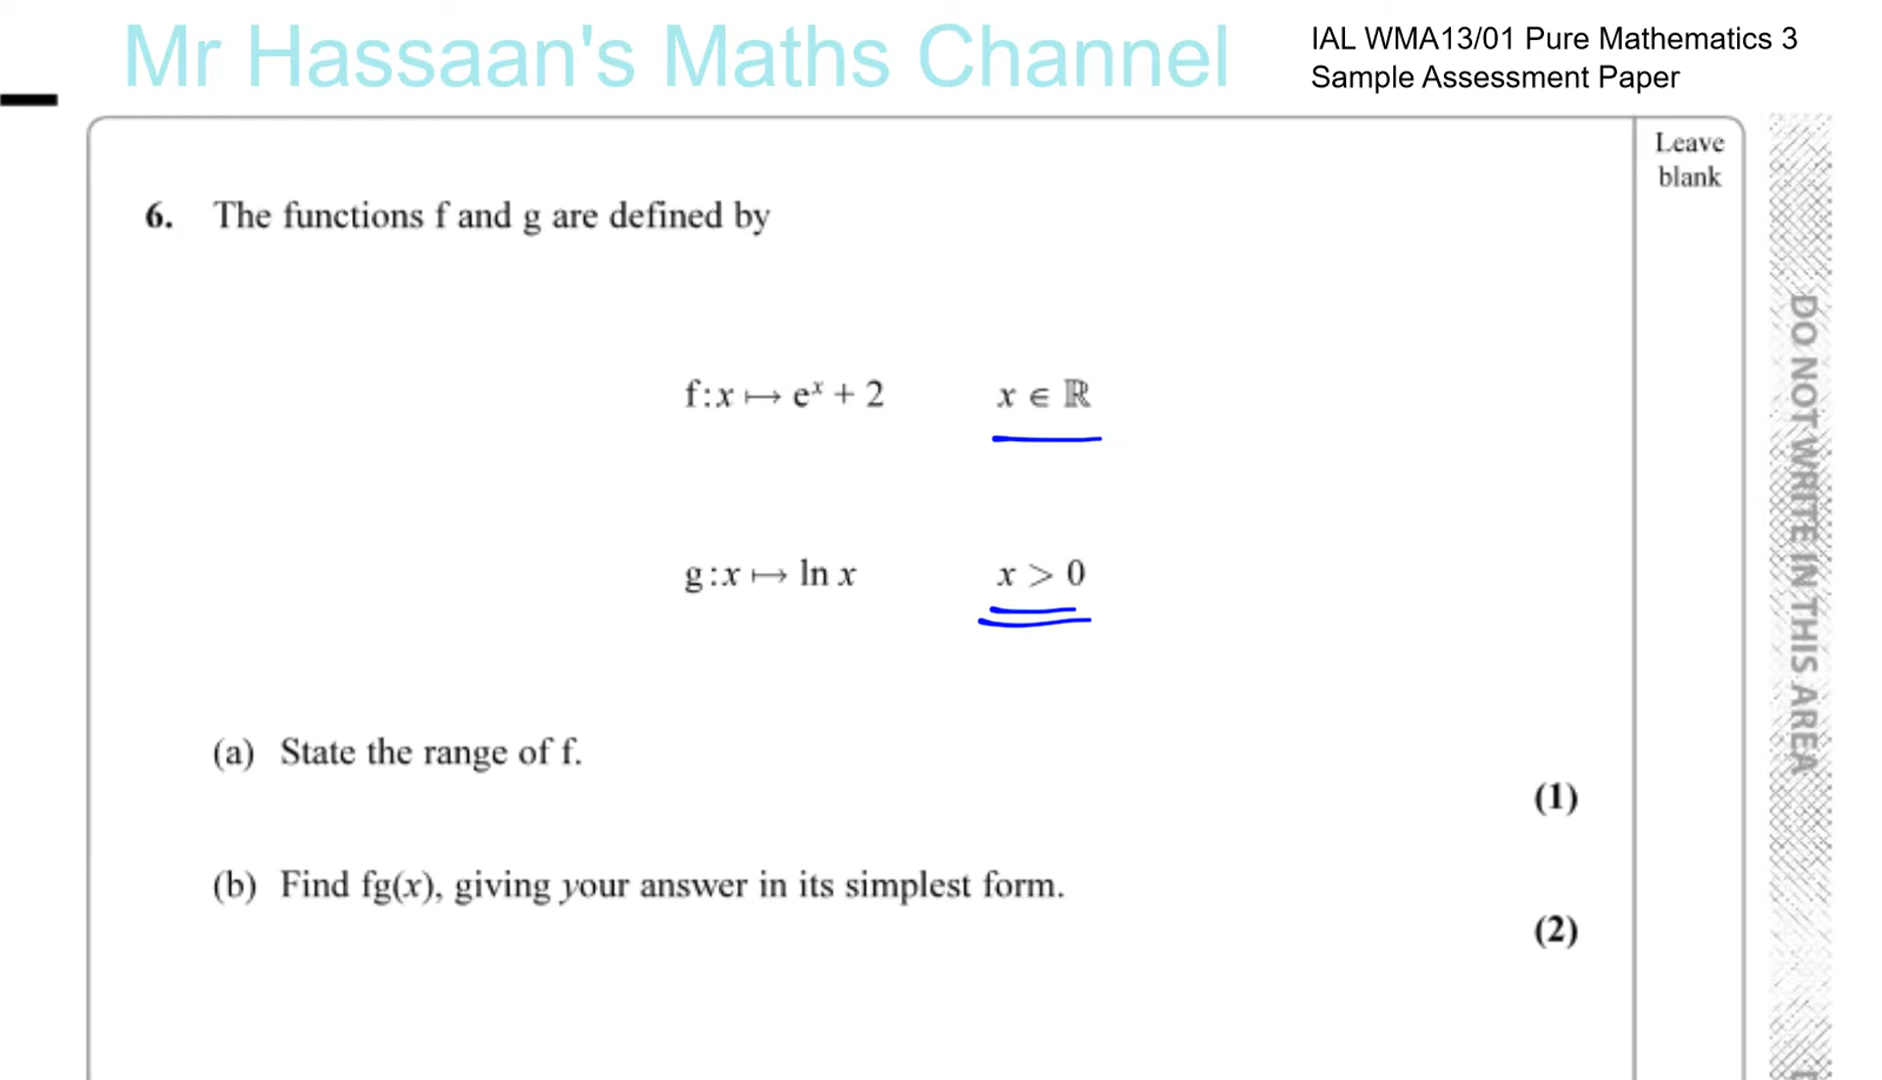 Mr Hassaan's Maths Channel
IAL WMA13/01 Pure Mathematics 3
Sample Assessment Paper
Leave
blank
6. The functions f and g are defined by
f : x ↦ eˣ + 2 x ∈ ℝ
g : x ↦ ln x x > 0
(a) State the range of f.
(1)
(b) Find fg(x), giving your answer in its simplest form.
(2)
DO NOT WRITE IN THIS AREA